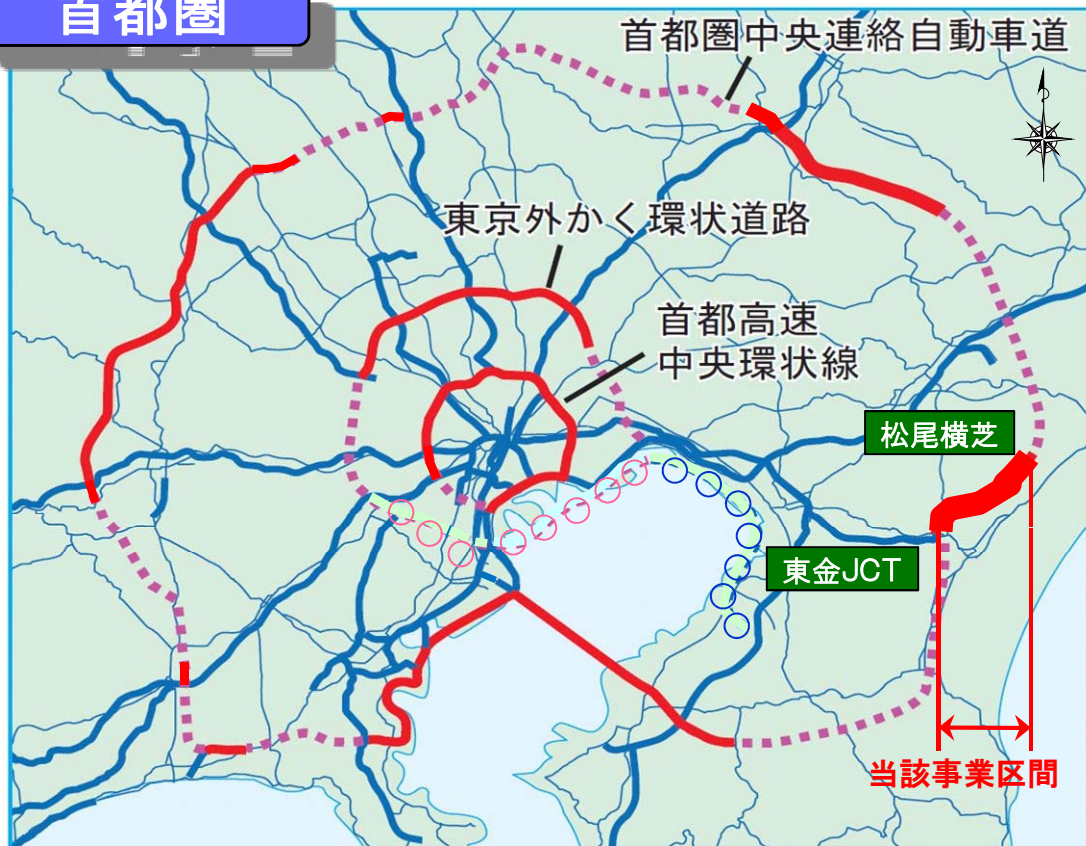 首都圏
首都圏中央連絡自動車道
東京外かく環状道路
首都高速
中央環状線
松尾横芝
東金JCT
当該事業区間